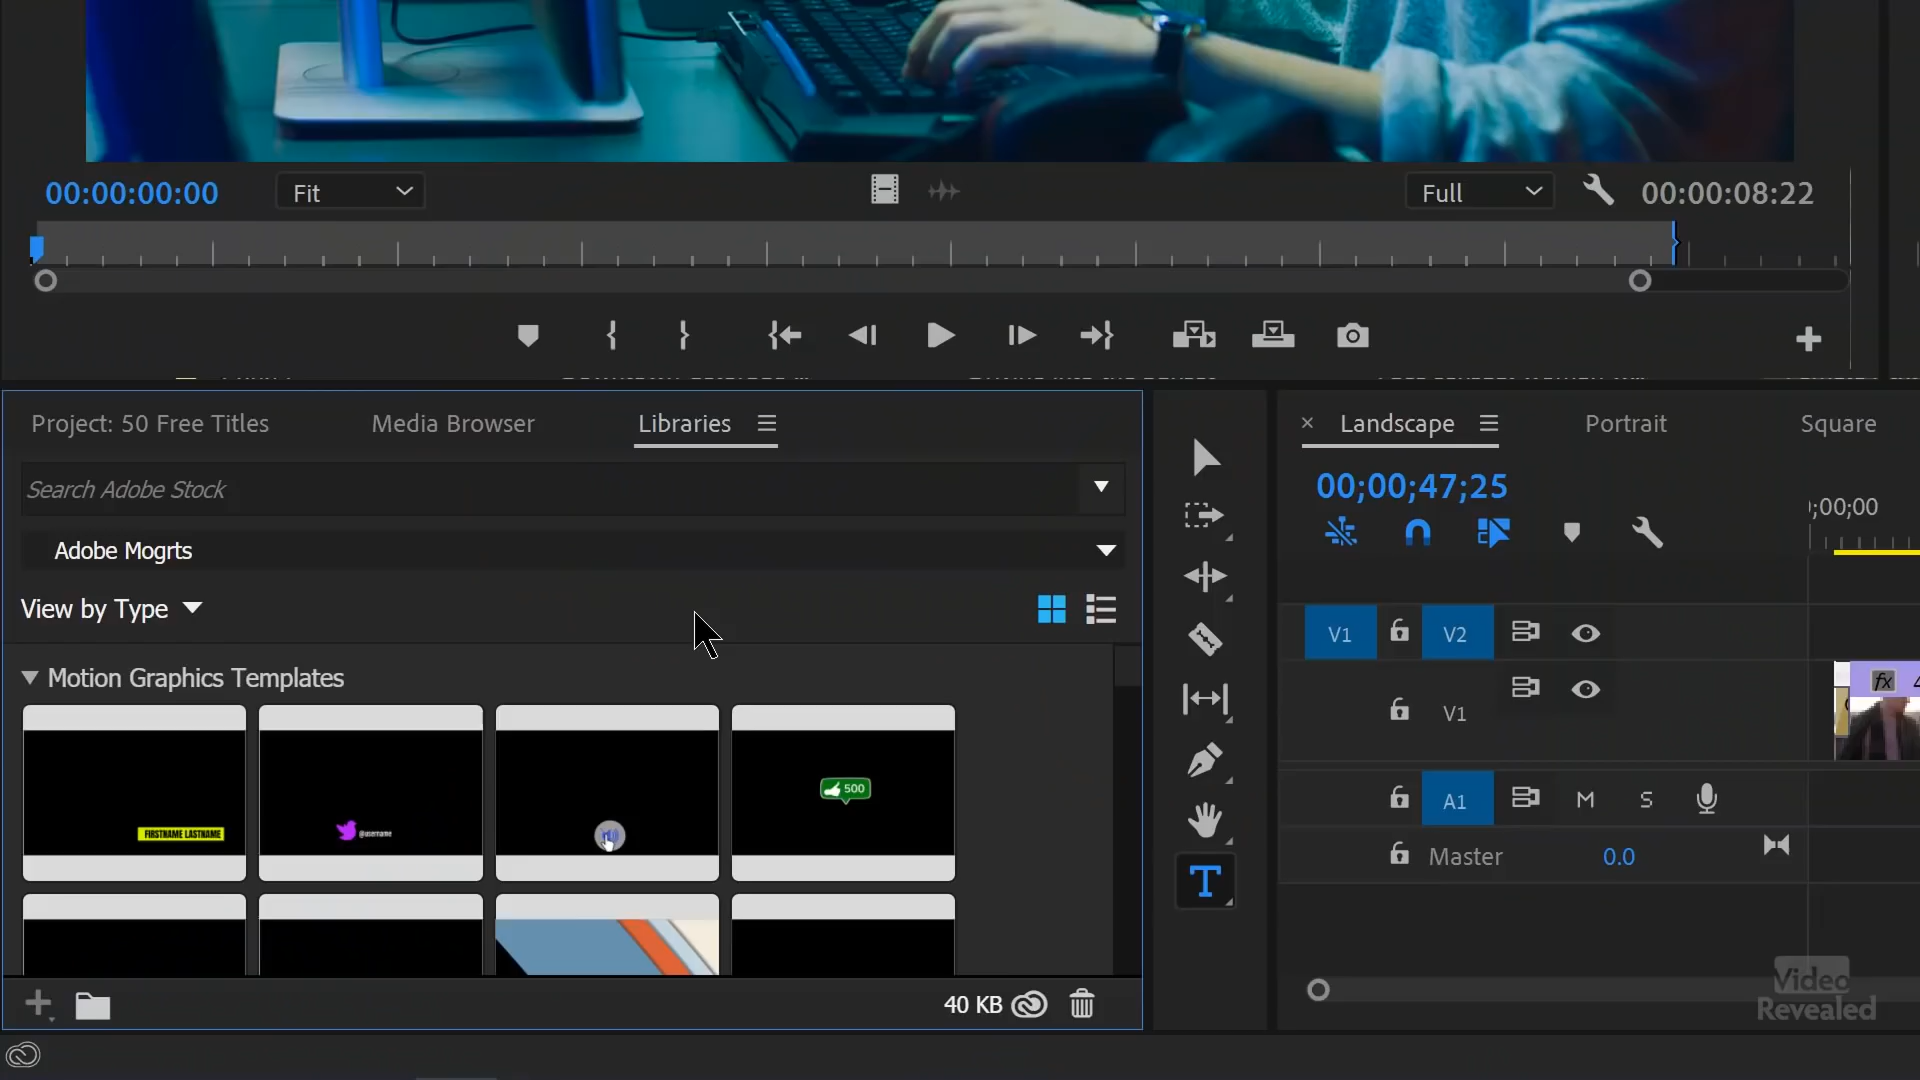 00:00:00:00
Fit
Full
00:00:08:22
Project: 50 Free Titles
Media Browser
Libraries
Search Adobe Stock
Adobe Mogrts
View by Type
Motion Graphics Templates
FIRSTNAME LASTNAME
@username
500
40 KB
T
× Landscape
Portrait
Square
00;00;47;25
;00;00
V1
V2
fx
V1
A1
M
S
Master
0.0
Video
Revealed